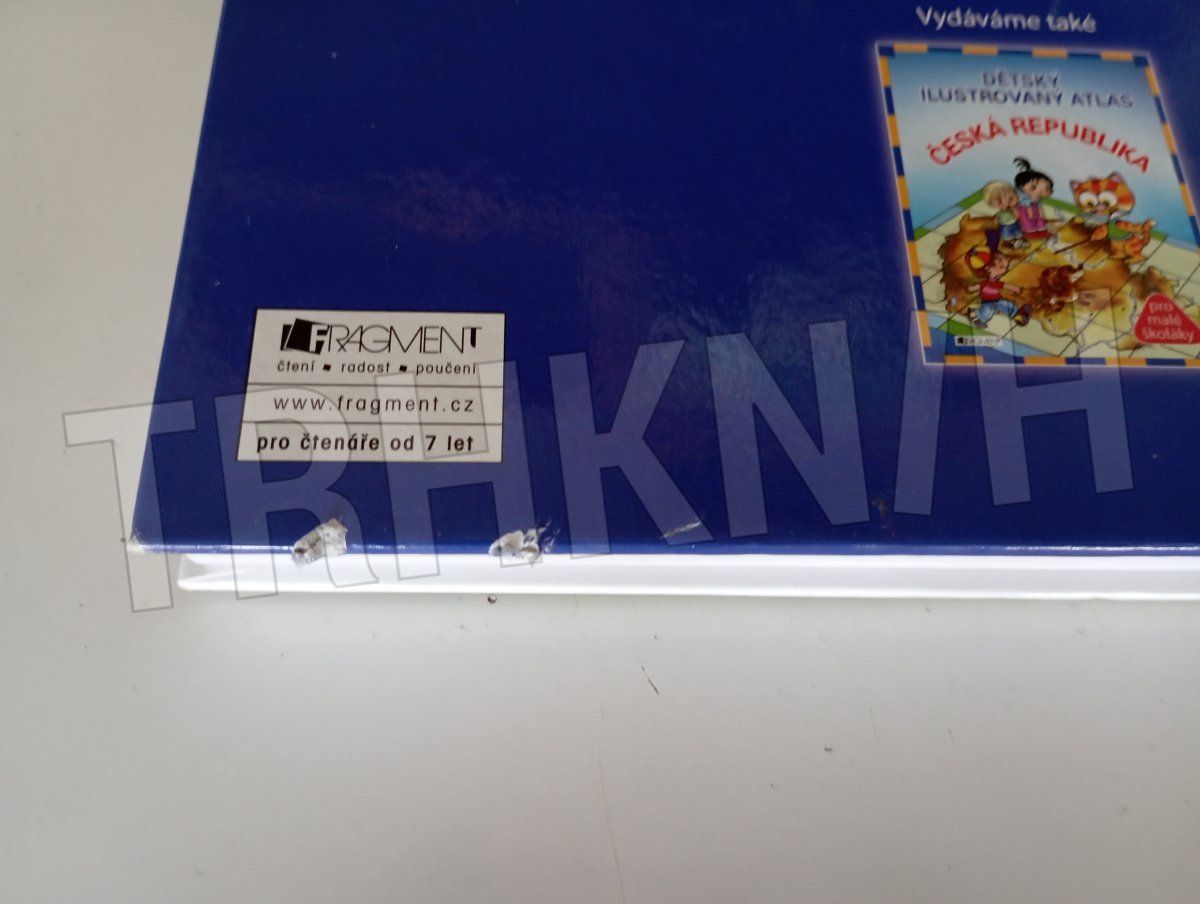 Vydáváme také
DĚTSKÝ
ILUSTROVANÝ ATLAS
ČESKÁ REPUBLIKA
pro
malé
školáky
FRAGMENT
FRAGMENT
čtení ▪ radost ▪ poučení
www.fragment.cz
pro čtenáře od 7 let
TRHKNIH